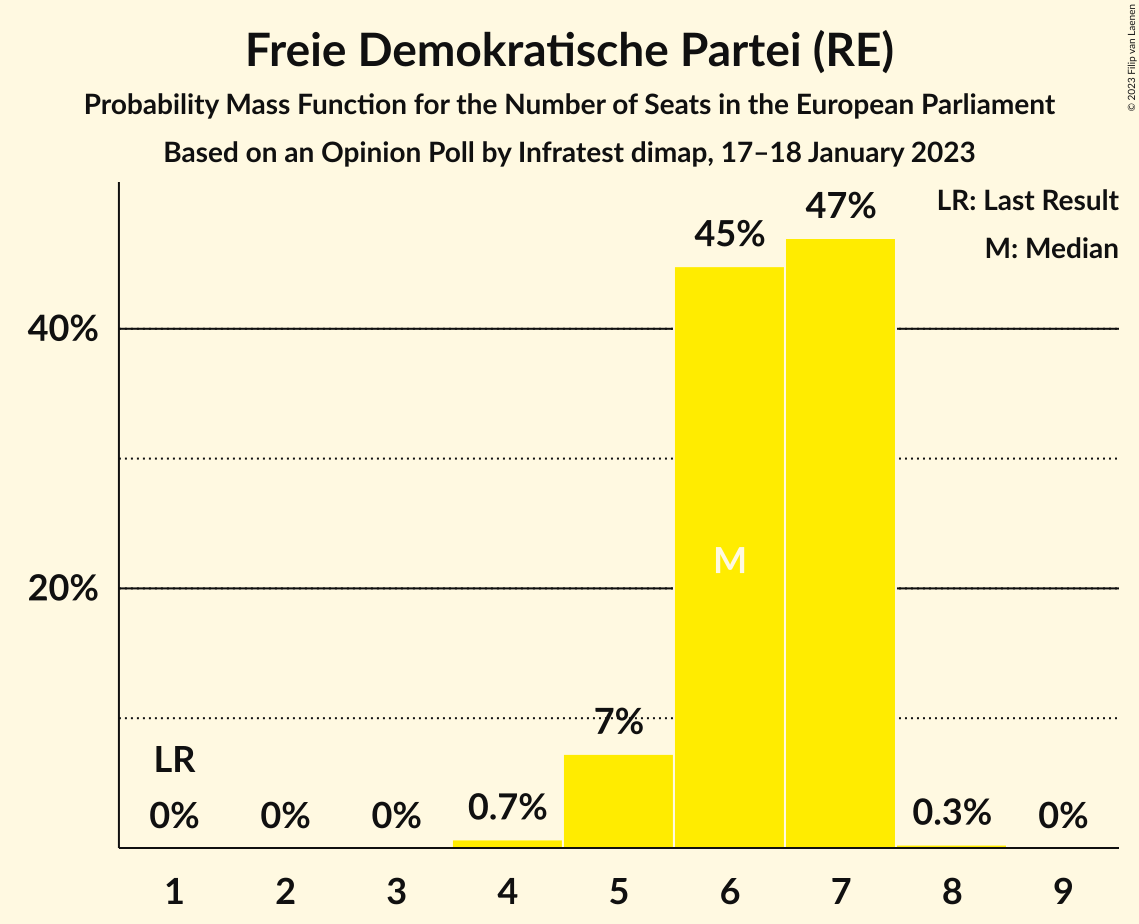 Freie Demokratische Partei (RE)
Probability Mass Function for the Number of Seats in the European Parliament
Based on an Opinion Poll by Infratest dimap, 17–18 January 2023
© 2023 Filip van Laenen
LR: Last Result
M: Median
47%
45%
40%
M
20%
7%
LR
0%
0%
0%
0.7%
0.3%
0%
1 2 3 4 5 6 7 8 9